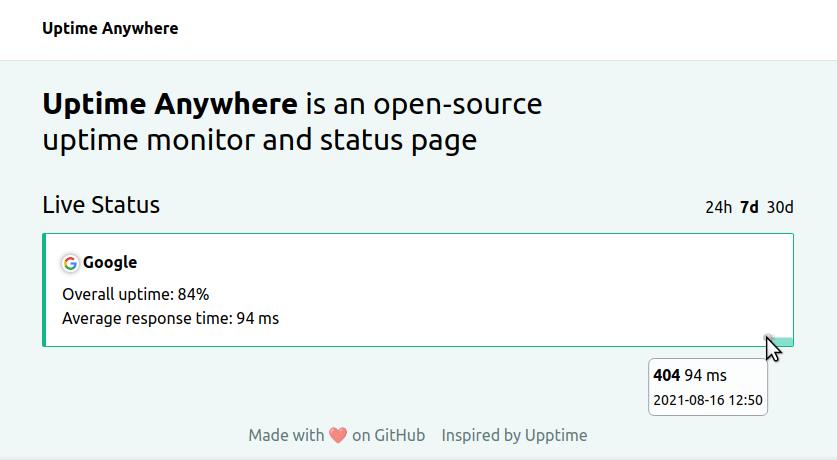 Uptime Anywhere
Uptime Anywhere is an open-source
uptime monitor and status page
Live Status
24h 7d 30d
Google
Overall uptime: 84%
Average response time: 94 ms
404 94 ms
2021-08-16 12:50
Made with ❤️ on GitHub Inspired by Upptime